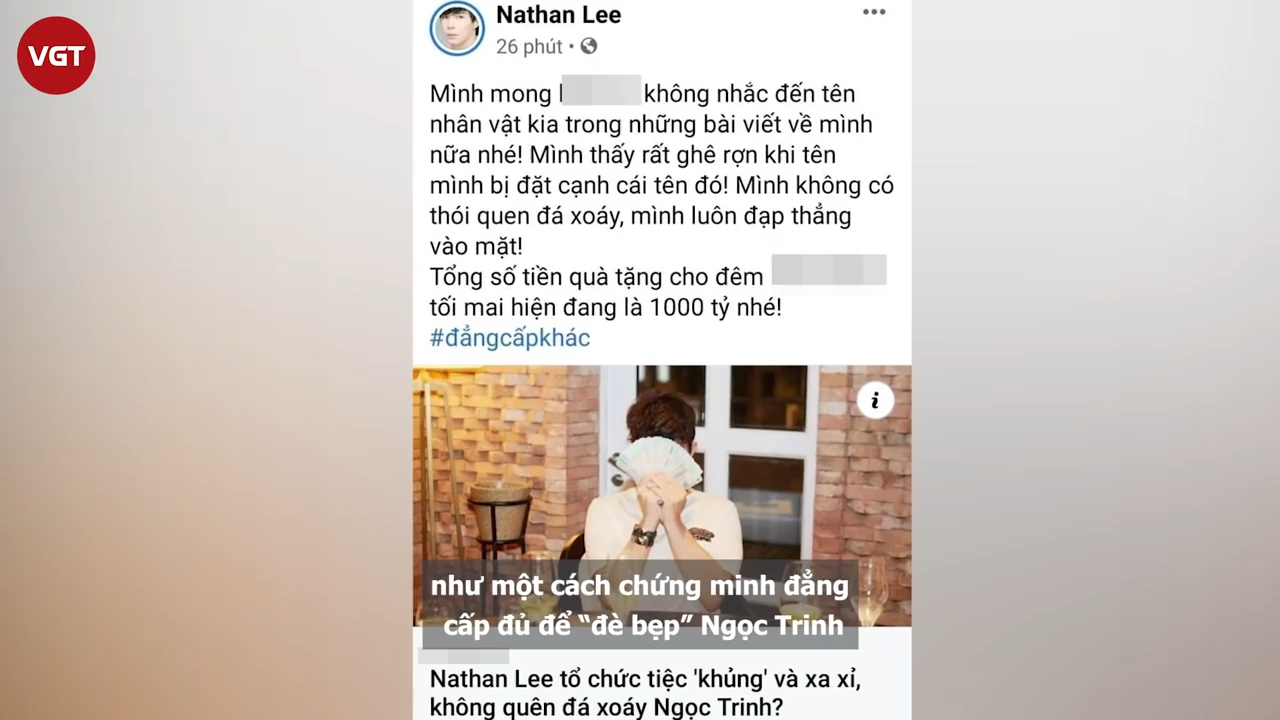 VGT
Nathan Lee
26 phút
Mình mong không nhắc đến tên
nhân vật kia trong những bài viết về mình
nữa nhé! Mình thấy rất ghê rợn khi tên
mình bị đặt cạnh cái tên đó! Mình không có
thói quen đá xoáy, mình luôn đạp thẳng
vào mặt!
Tổng số tiền quà tặng cho đêm
tối mai hiện đang là 1000 tỷ nhé!
#đẳngcấpkhác
như một cách chứng minh đẳng
cấp đủ để “đè bẹp” Ngọc Trinh
Nathan Lee tổ chức tiệc 'khủng' và xa xỉ,
không quên đá xoáy Ngọc Trinh?